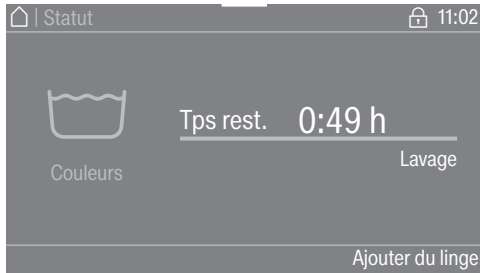 Statut 11:02
Tps rest. 0:49 h
Lavage
Couleurs
Ajouter du linge